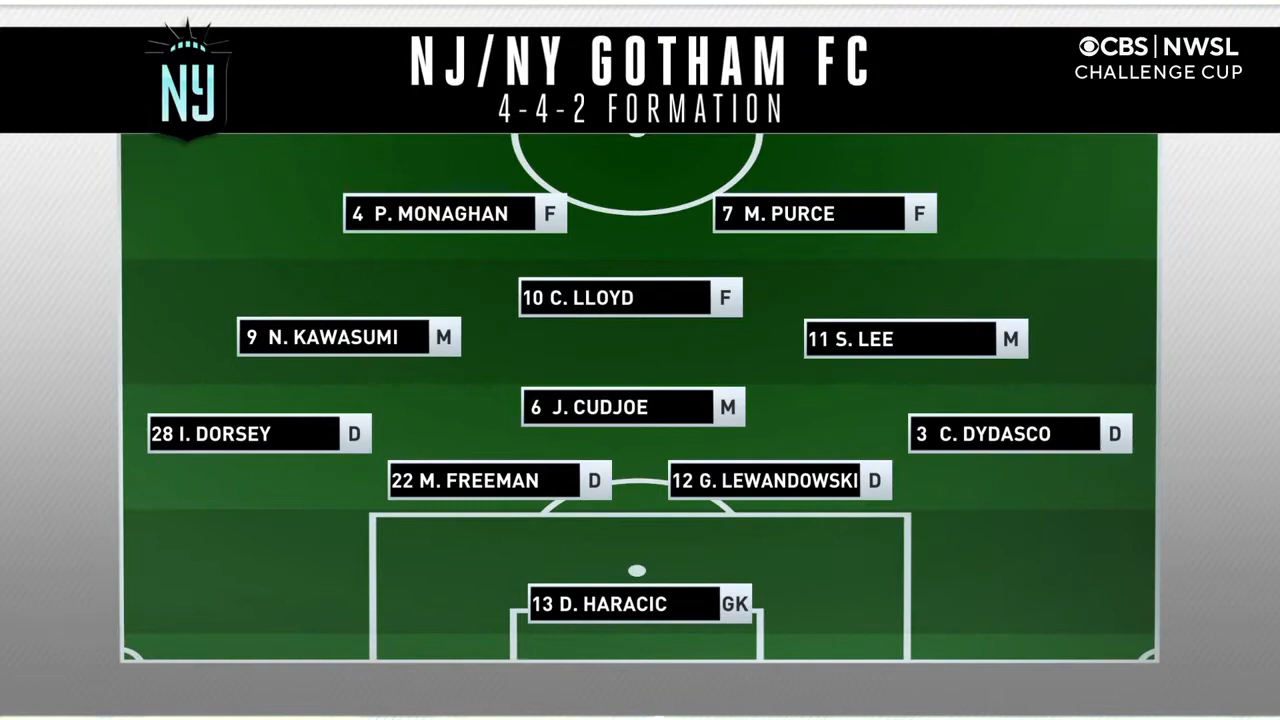 NJ/NY GOTHAM FC
4-4-2 FORMATION
NY
CBS | NWSL
CHALLENGE CUP
4 P. MONAGHAN F
7 M. PURCE F
10 C. LLOYD F
9 N. KAWASUMI M
11 S. LEE M
6 J. CUDJOE M
28 I. DORSEY D
3 C. DYDASCO D
22 M. FREEMAN D
12 G. LEWANDOWSKI D
13 D. HARACIC GK